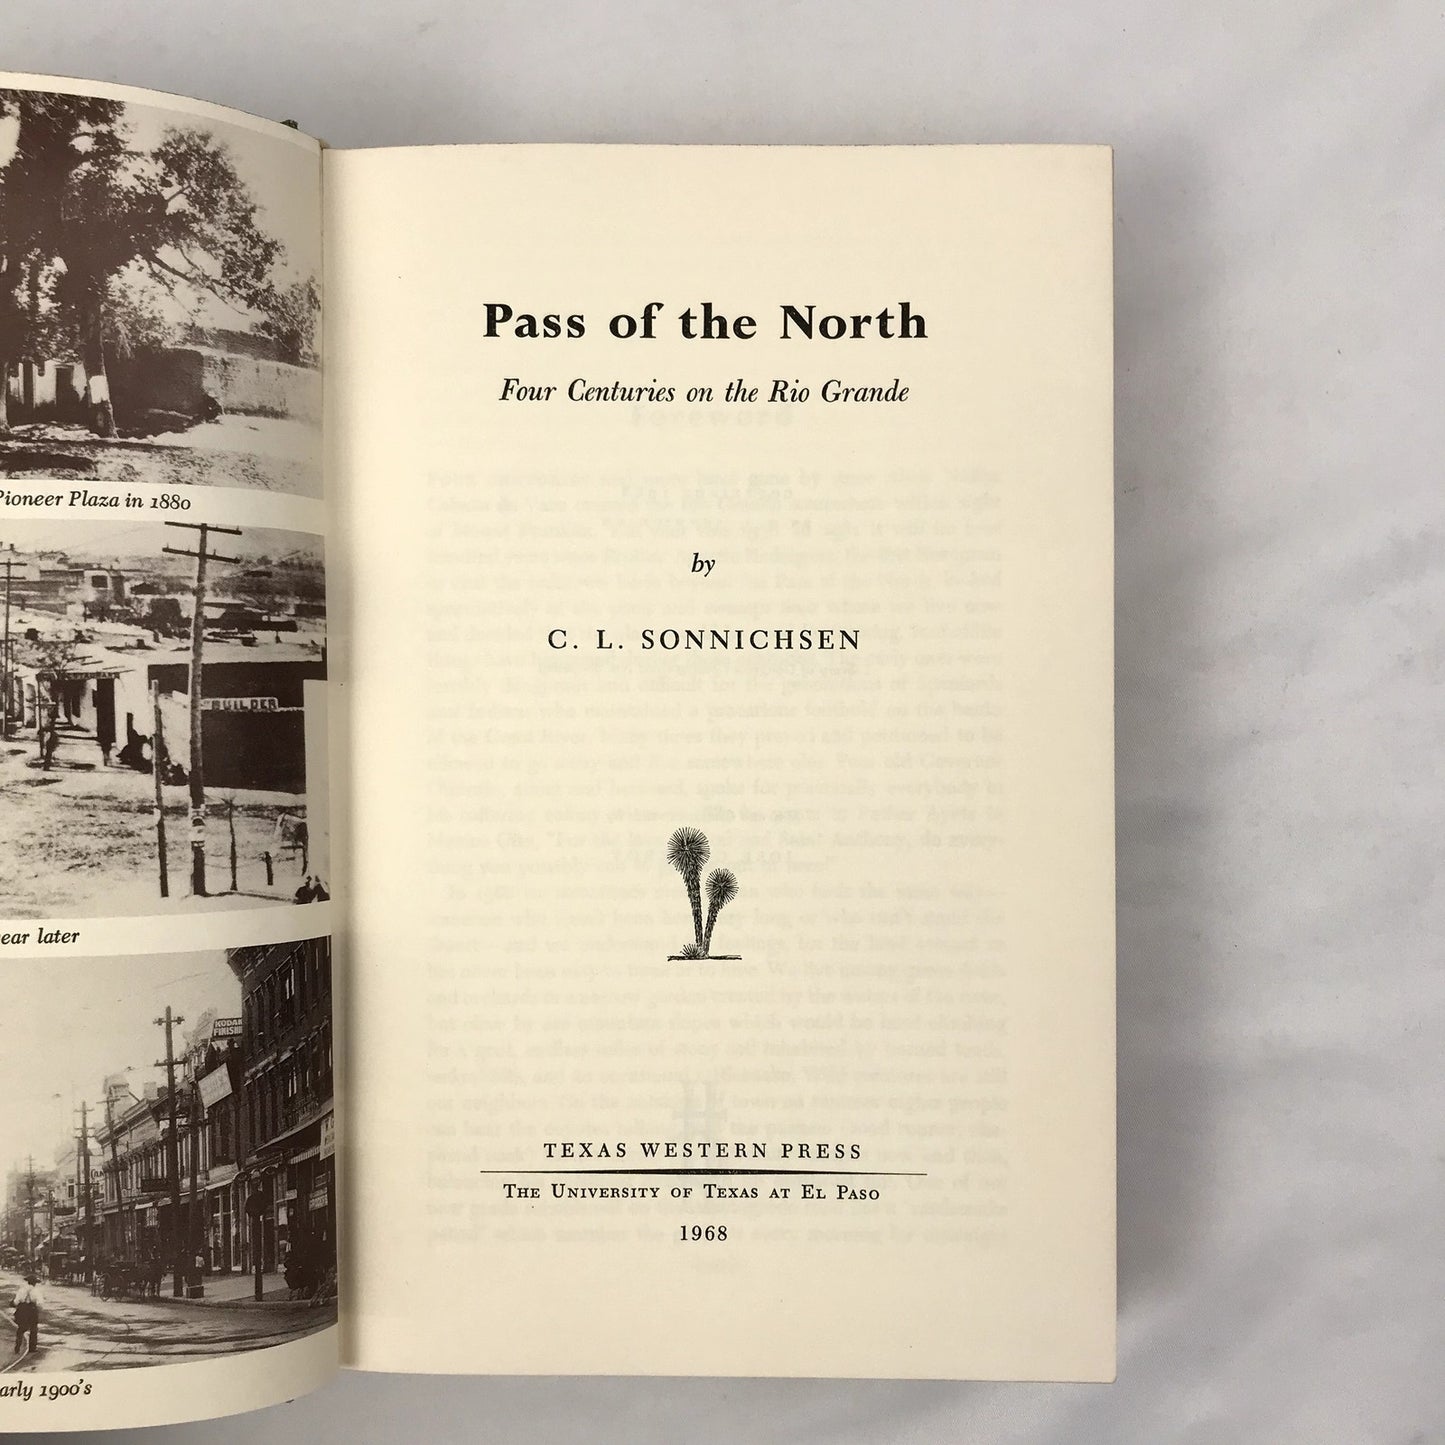 Pioneer Plaza in 1880
BUILDER
ear later
KODAK
FINISHI
arly 1900's
Pass of the North
Four Centuries on the Rio Grande
by
C. L. SONNICHSEN
TEXAS WESTERN PRESS
THE UNIVERSITY OF TEXAS AT EL PASO
1968